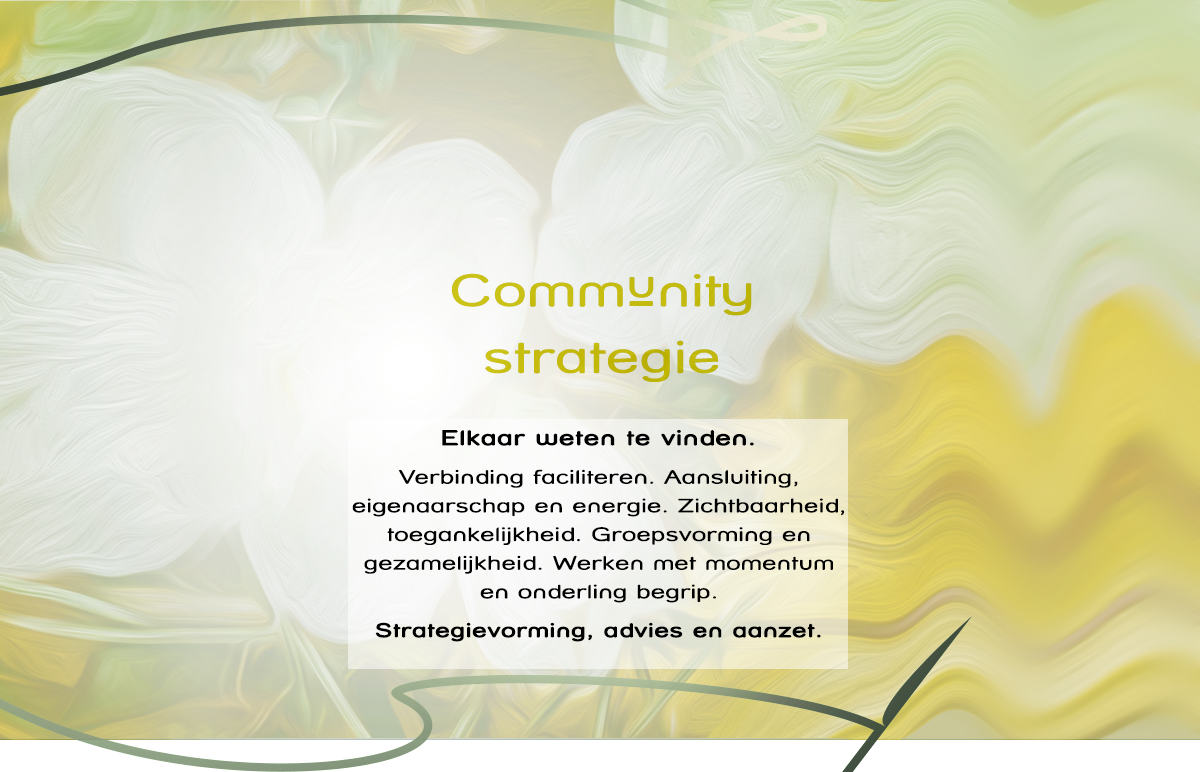 Community
strategie
Elkaar weten te vinden.
Verbinding faciliteren. Aansluiting,
eigenaarschap en energie. Zichtbaarheid,
toegankelijkheid. Groepsvorming en
gezamelijkheid. Werken met momentum
en onderling begrip.
Strategievorming, advies en aanzet.